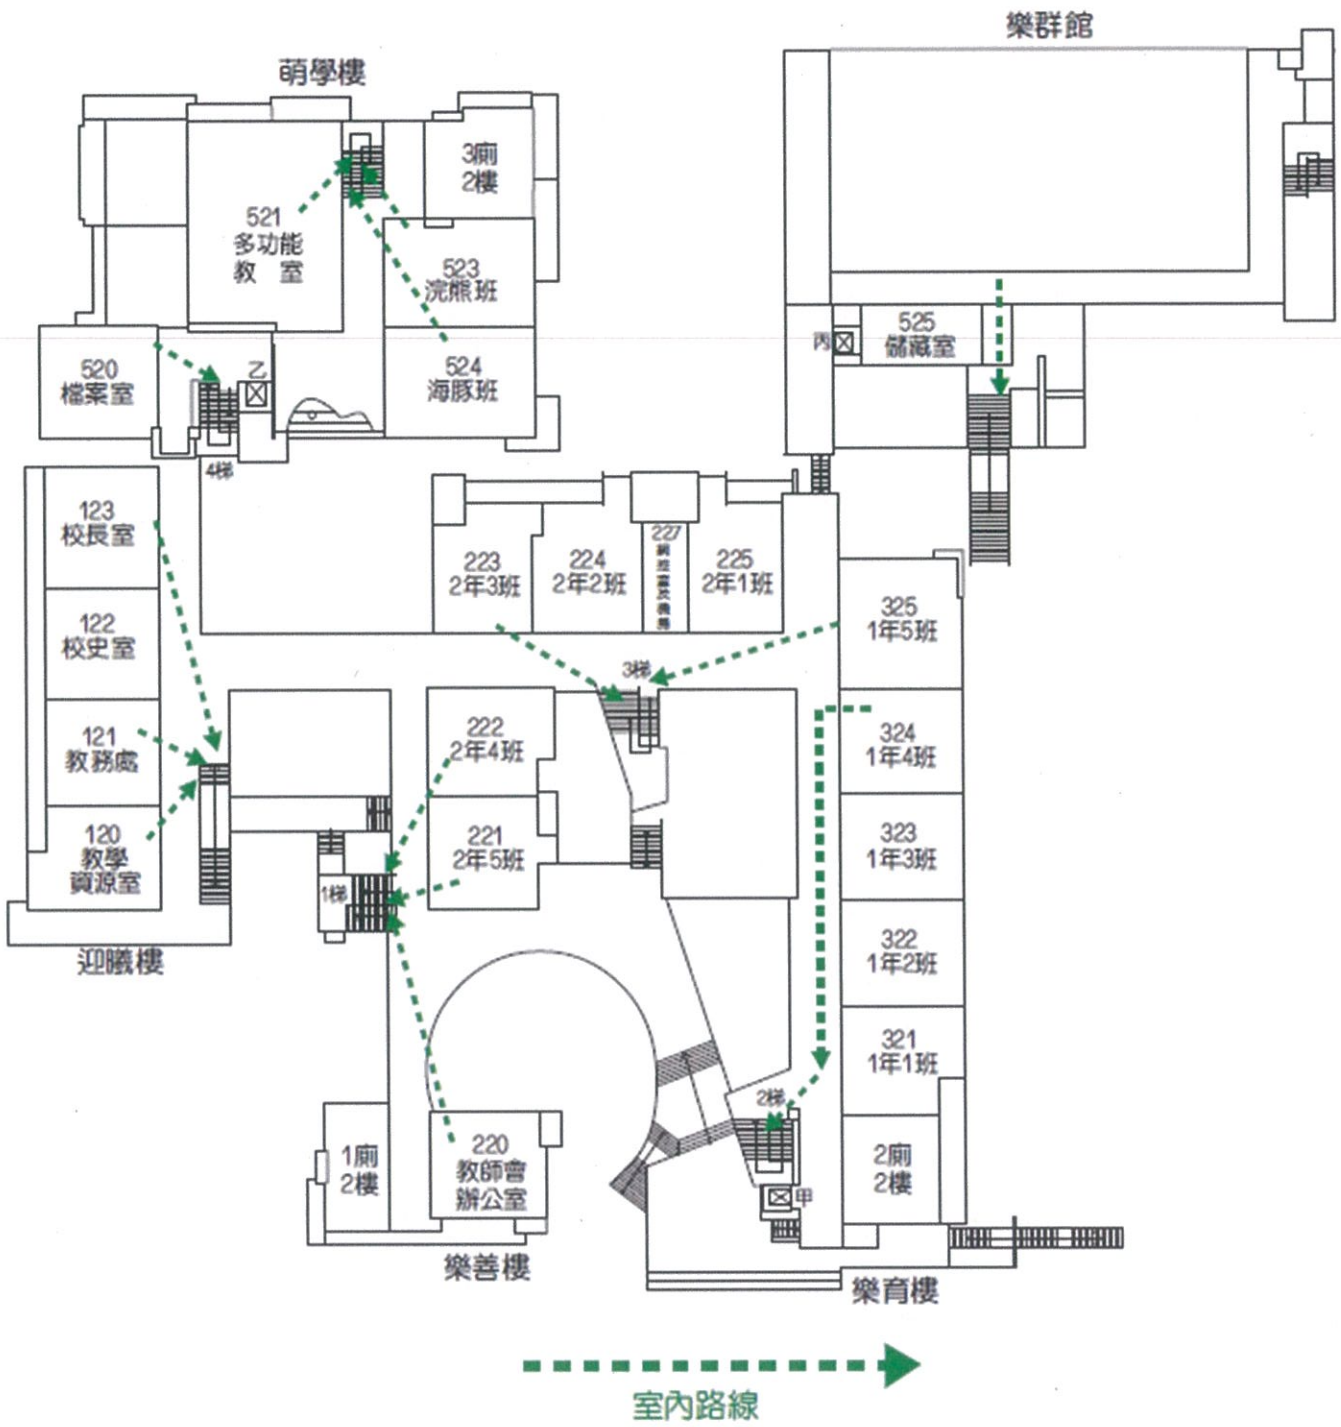 樂群館
萌學樓
3廁
2樓
521
多功能
教 室
523
浣熊班
524
海豚班
520
檔案室
乙
4梯
525
儲藏室
丙
123
校長室
122
校史室
121
教務處
120
教學
資源室
迎曦樓
223
2年3班
224
2年2班
227
225
2年1班
3梯
325
1年5班
222
2年4班
221
2年5班
1梯
324
1年4班
323
1年3班
322
1年2班
321
1年1班
2梯
甲
2廁
2樓
1廁
2樓
220
教師會
辦公室
樂善樓
樂育樓
室內路線